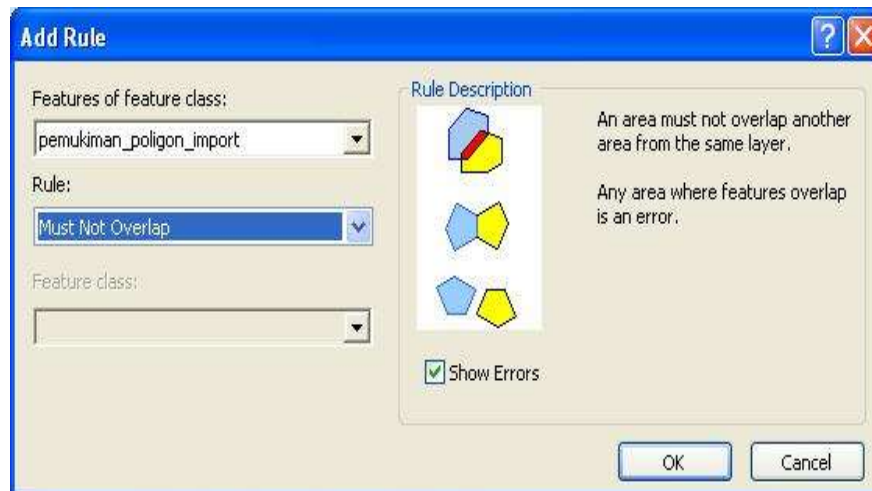 Add Rule
Features of feature class:
pemukiman_poligon_import
Rule:
Must Not Overlap
Feature class:
Rule Description
An area must not overlap another
area from the same layer.
Any area where features overlap
is an error.
Show Errors
OK
Cancel